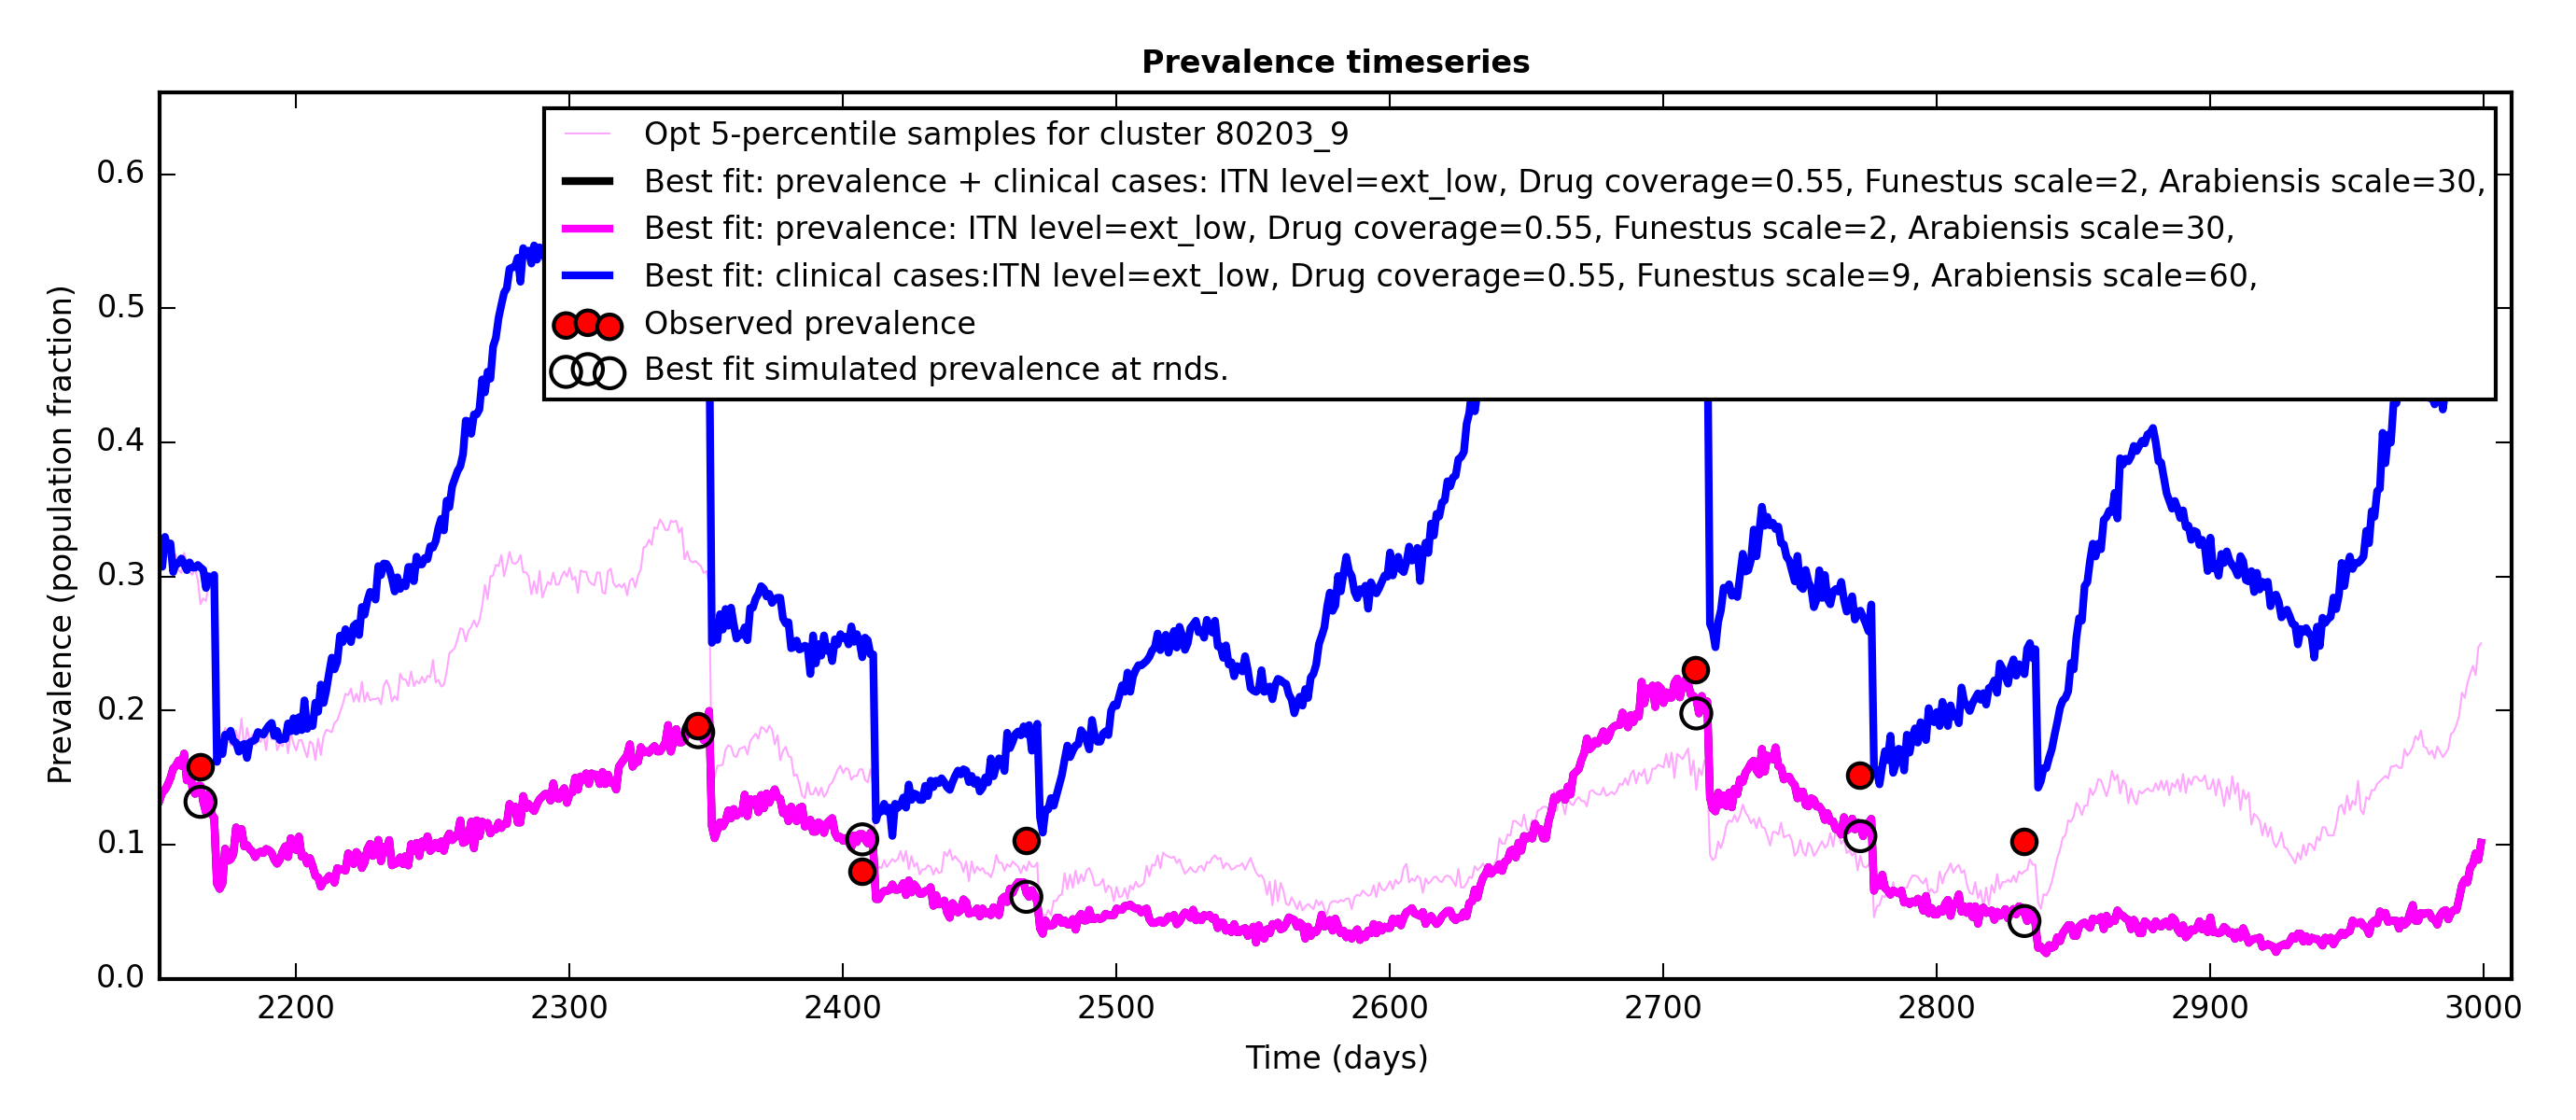 Prevalence timeseries
Opt 5-percentile samples for cluster 80203_9
Best fit: prevalence + clinical cases: ITN level=ext_low, Drug coverage=0.55, Funestus scale=2, Arabiensis scale=30,
Best fit: prevalence: ITN level=ext_low, Drug coverage=0.55, Funestus scale=2, Arabiensis scale=30,
Best fit: clinical cases:ITN level=ext_low, Drug coverage=0.55, Funestus scale=9, Arabiensis scale=60,
Observed prevalence
Best fit simulated prevalence at rnds.
Prevalence (population fraction)
0.6
0.5
0.4
0.3
0.2
0.1
0.0
2200 2300 2400 2500 2600 2700 2800 2900 3000
Time (days)